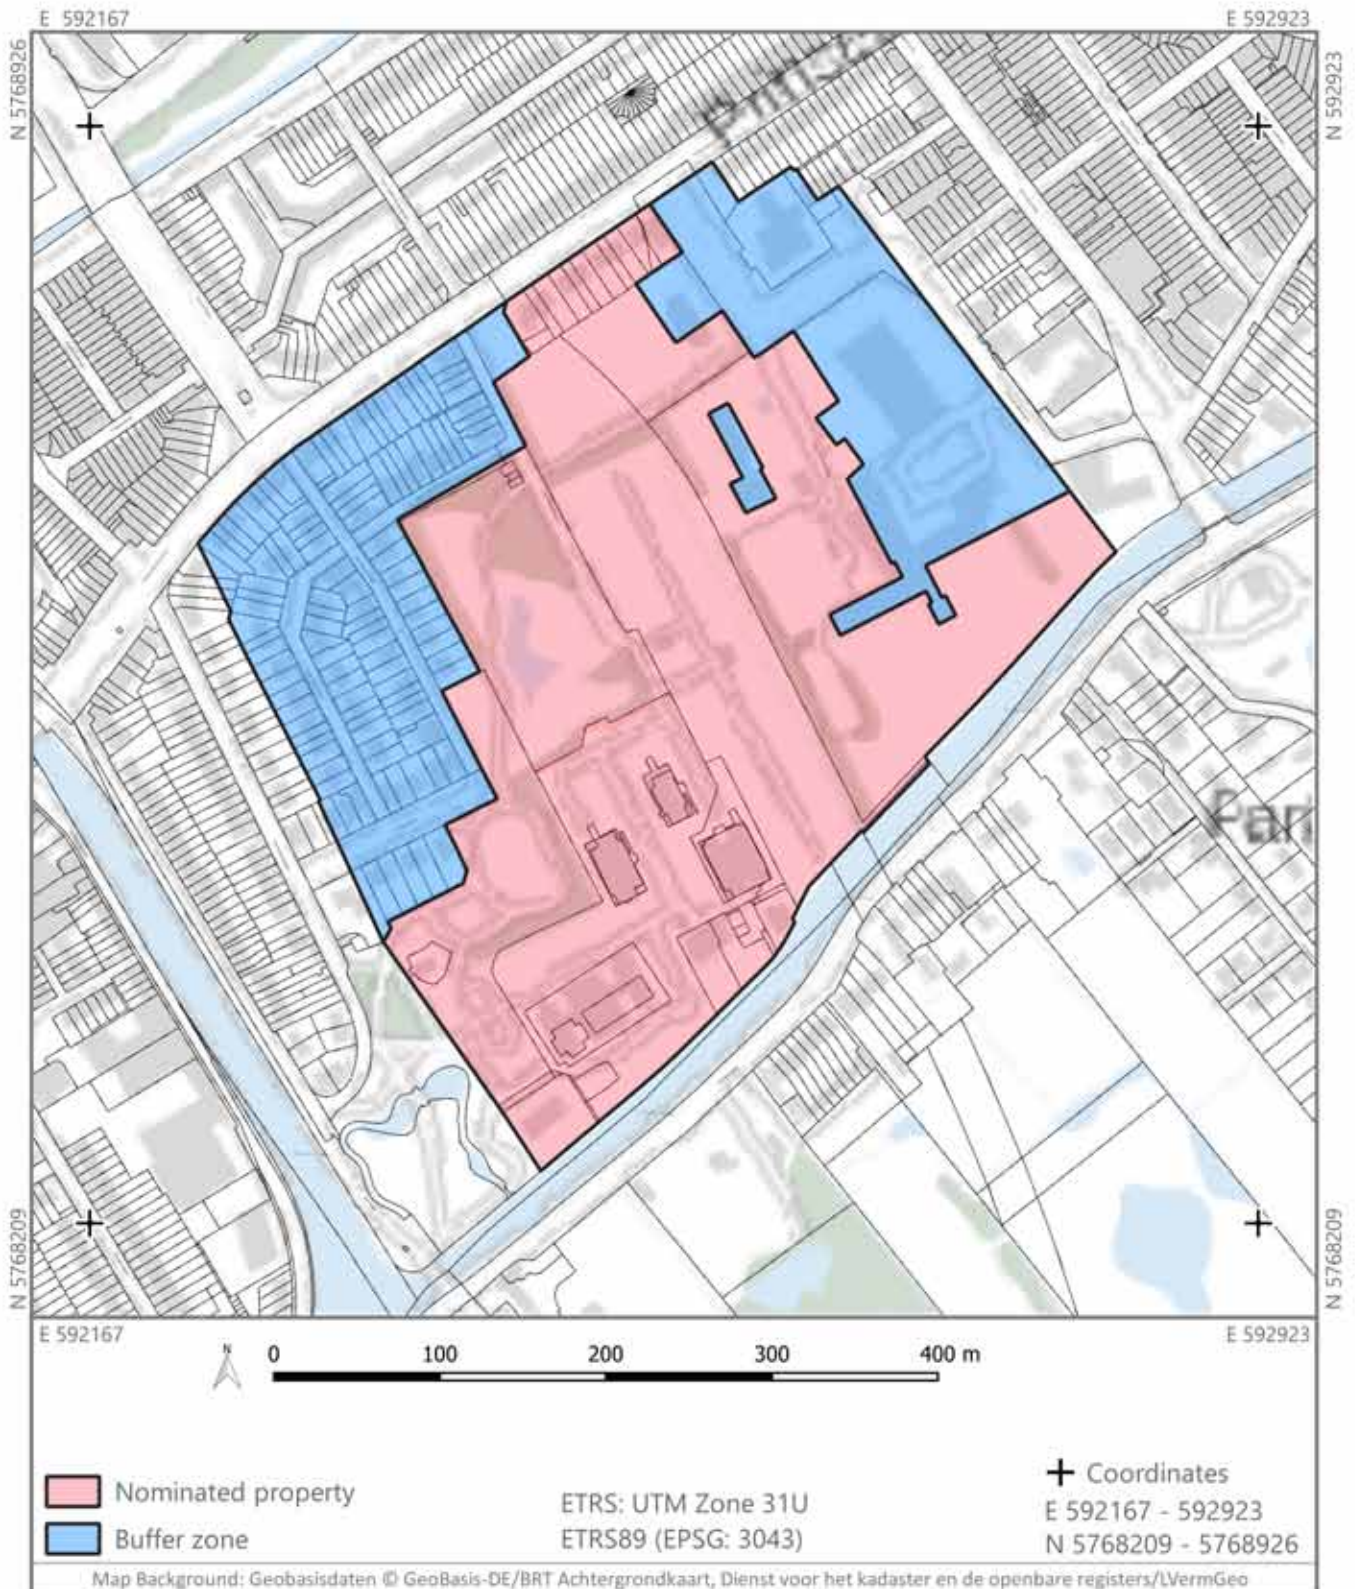 E 592167
E 592923
N 5768926
N 592923
Prins
Pari
N 5768209
N 5768209
E 592167
E 592923
N
0 100 200 300 400 m
Nominated property
Buffer zone
ETRS: UTM Zone 31U
ETRS89 (EPSG: 3043)
Coordinates
E 592167 - 592923
N 5768209 - 5768926
Map Background: Geobasisdaten © GeoBasis-DE/BRT Achtergrondkaart, Dienst voor het kadaster en de openbare registers/LVermGeo